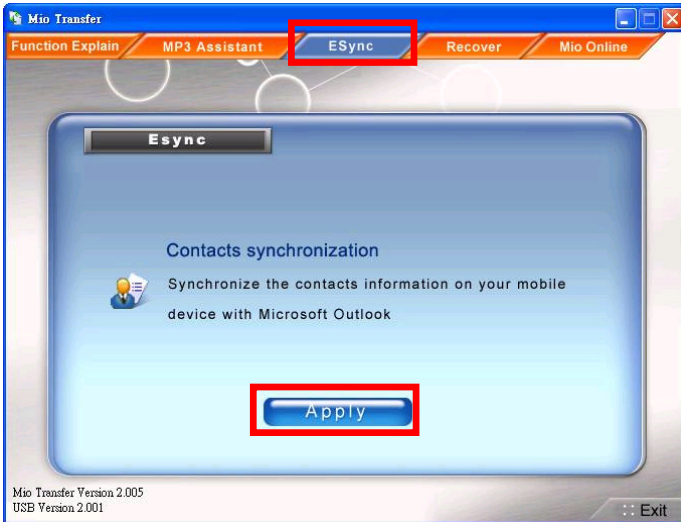 Mio Transfer
Function Explain MP3 Assistant ESync Recover Mio Online
Esync
Contacts synchronization
Synchronize the contacts information on your mobile
device with Microsoft Outlook
Apply
Mio Transfer Version 2.005
USB Version 2.001
:: Exit